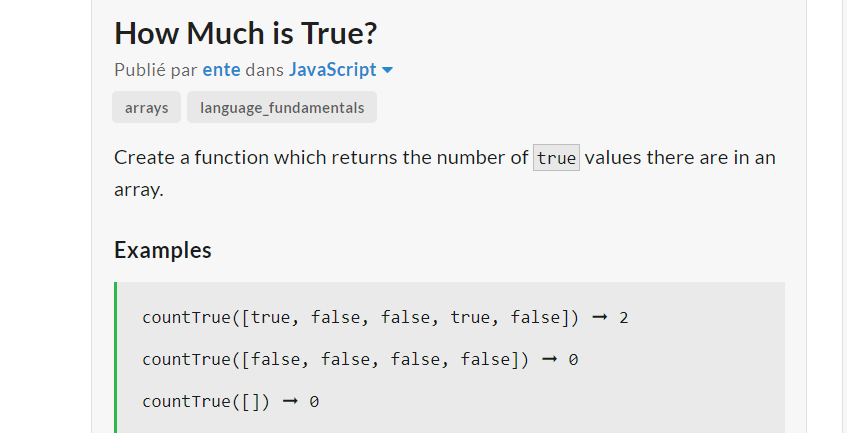 How Much is True?
Publié par ente dans JavaScript
arrays language_fundamentals
Create a function which returns the number of true values there are in an
array.
Examples
countTrue([true, false, false, true, false]) ➞ 2
countTrue([false, false, false, false]) ➞ 0
countTrue([]) ➞ 0